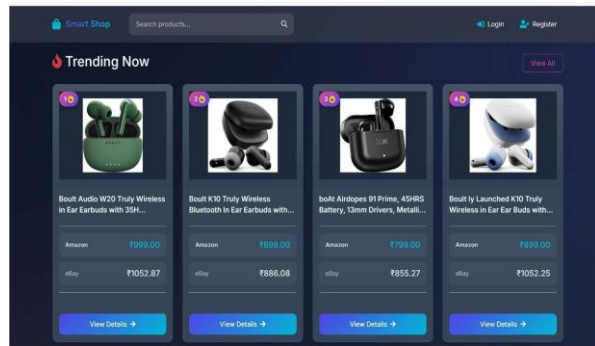 Smart Shop
Search products...
Login
Register
Trending Now
View All
1
2
3
4
Boult Audio W20 Truly Wireless
in Ear Earbuds with 35H...
Boult K10 Truly Wireless
Bluetooth In Ear Earbuds with...
boAt Airdopes 91 Prime, 45HRS
Battery, 13mm Drivers, Metalli...
Boult ly Launched K10 Truly
Wireless in Ear Ear Buds with...
Amazon ₹999.00
Amazon ₹899.00
Amazon ₹799.00
Amazon ₹899.00
eBay ₹1052.87
eBay ₹886.08
eBay ₹855.27
eBay ₹1052.25
View Details →
View Details →
View Details →
View Details →